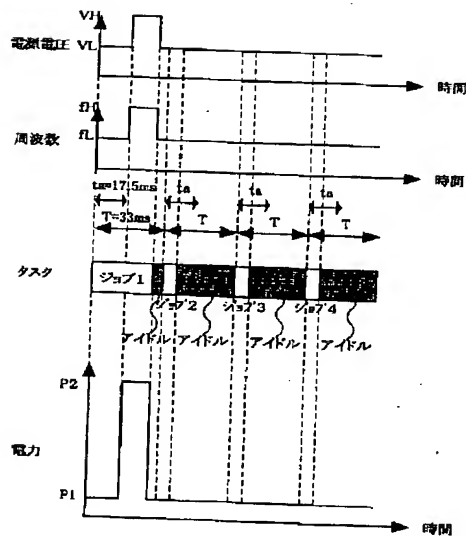 VH
電源電圧 VL
時間
fH
周波数 fL
時間
ta=17.5ms ta ta ta
T=33ms T T T
タスク ジョブ1
ジョブ2 ジョブ3 ジョブ4
アイドル アイドル アイドル アイドル
P2
電力
P1
時間